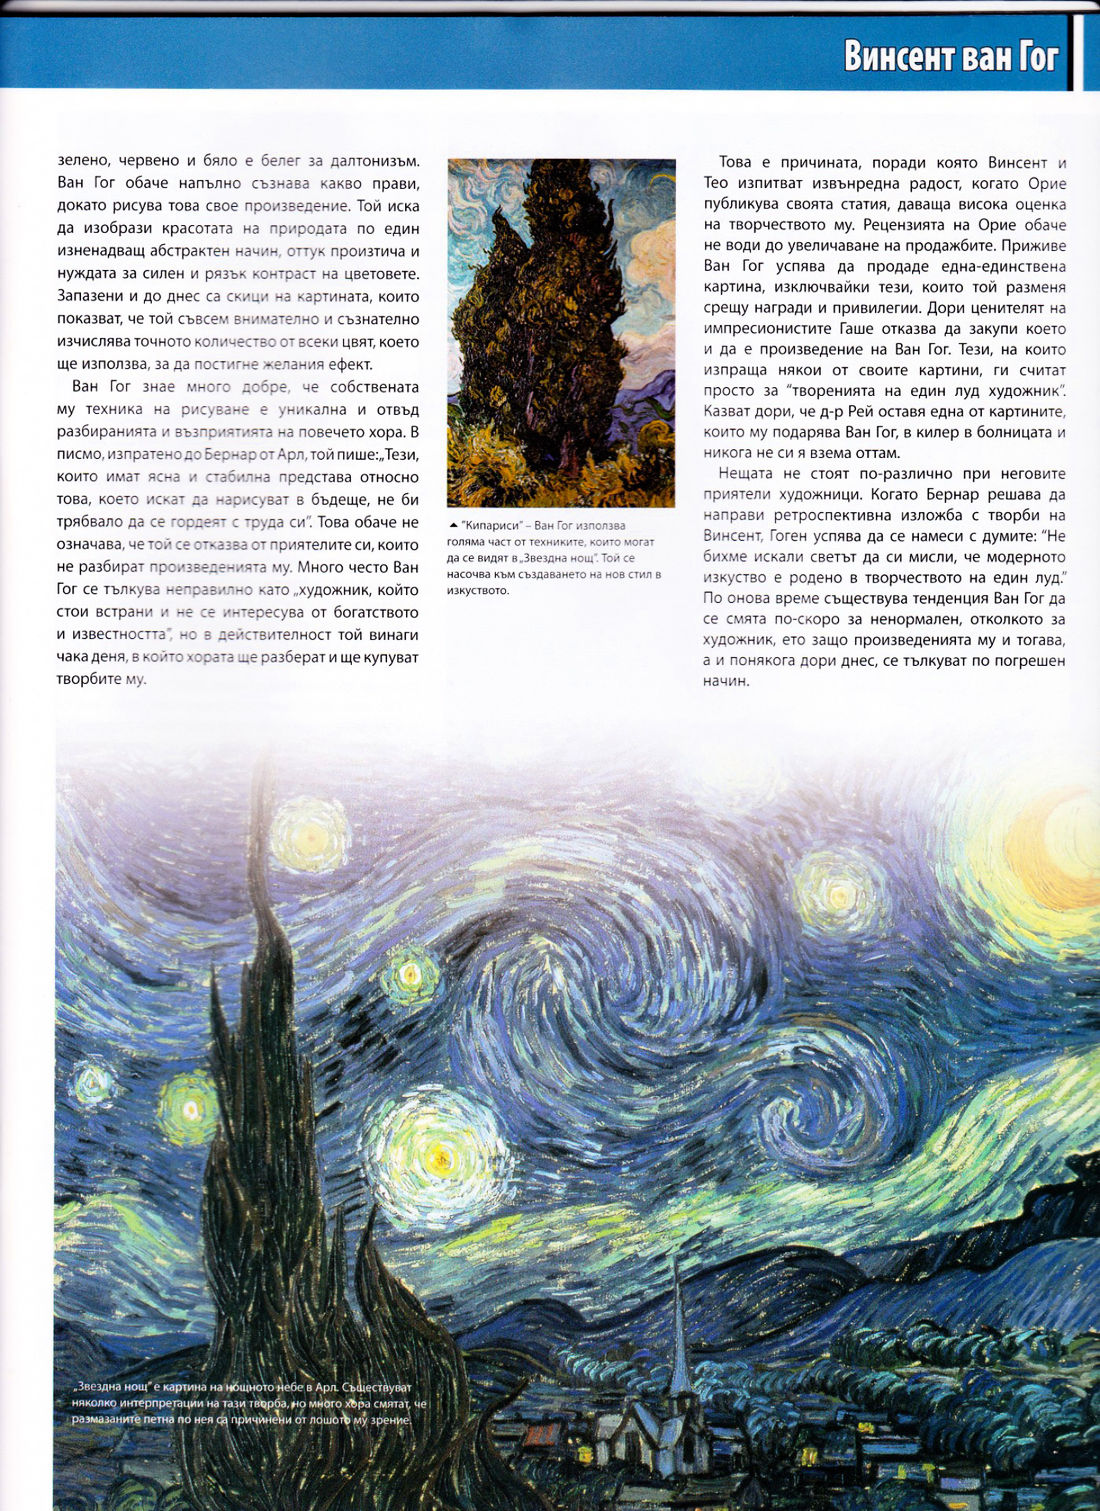 Винсент ван Гог
зелено, червено и бяло е белег за далтонизъм.
Ван Гог обаче напълно съзнава какво прави,
докато рисува това свое произведение. Той иска
да изобрази красотата на природата по един
изненадващ абстрактен начин, оттук произтича и
нуждата за силен и рязък контраст на цветовете.
Запазени и до днес са скици на картината, които
показват, че той съвсем внимателно и съзнателно
изчислява точното количество от всеки цвят, което
ще използва, за да постигне желания ефект.
Ван Гог знае много добре, че собствената
му техника на рисуване е уникална и отвъд
разбиранията и възприятията на повечето хора. В
писмо, изпратено до Бернар от Арл, той пише:„Тези,
които имат ясна и стабилна представа относно
това, което искат да нарисуват в бъдеще, не би
трябвало да се гордеят с труда си“. Това обаче не
означава, че той се отказва от приятелите си, които
не разбират произведенията му. Много често Ван
Гог се тълкува неправилно като „художник, който
стои встрани и не се интересува от богатството
и известността“, но в действителност той винаги
чака деня, в който хората ще разберат и ще купуват
творбите му.
"Кипариси" – Ван Гог използва
голяма част от техниките, които могат
да се видят в „Звездна нощ“. Той се
насочва към създаването на нов стил в
изкуството.
Това е причината, поради която Винсент и
Тео изпитват извънредна радост, когато Орие
публикува своята статия, даваща висока оценка
на творчеството му. Рецензията на Орие обаче
не води до увеличаване на продажбите. Приживе
Ван Гог успява да продаде една-единствена
картина, изключвайки тези, които той разменя
срещу награди и привилегии. Дори ценителят на
импресионистите Гаше отказва да закупи което
и да е произведение на Ван Гог. Тези, на които
изпраща някои от своите картини, ги считат
просто за “творенията на един луд художник”.
Казват дори, че д-р Рей оставя една от картините,
които му подарява Ван Гог, в килер в болницата и
никога не си я взема оттам.
Нещата не стоят по-различно при неговите
приятели художници. Когато Бернар решава да
направи ретроспективна изложба с творби на
Винсент, Гоген успява да се намеси с думите: “Не
бихме искали светът да си мисли, че модерното
изкуство е родено в творчеството на един луд.”
По онова време съществува тенденция Ван Гог да
се смята по-скоро за ненормален, отколкото за
художник, ето защо произведенията му и тогава,
а и понякога дори днес, се тълкуват по погрешен
начин.
„Звездна нощ“ е картина на нощното небе в Арл. Съществуват
няколко интерпретации на тази творба, но много хора смятат, че
размазаните петна по нея са причинени от лошото му зрение.